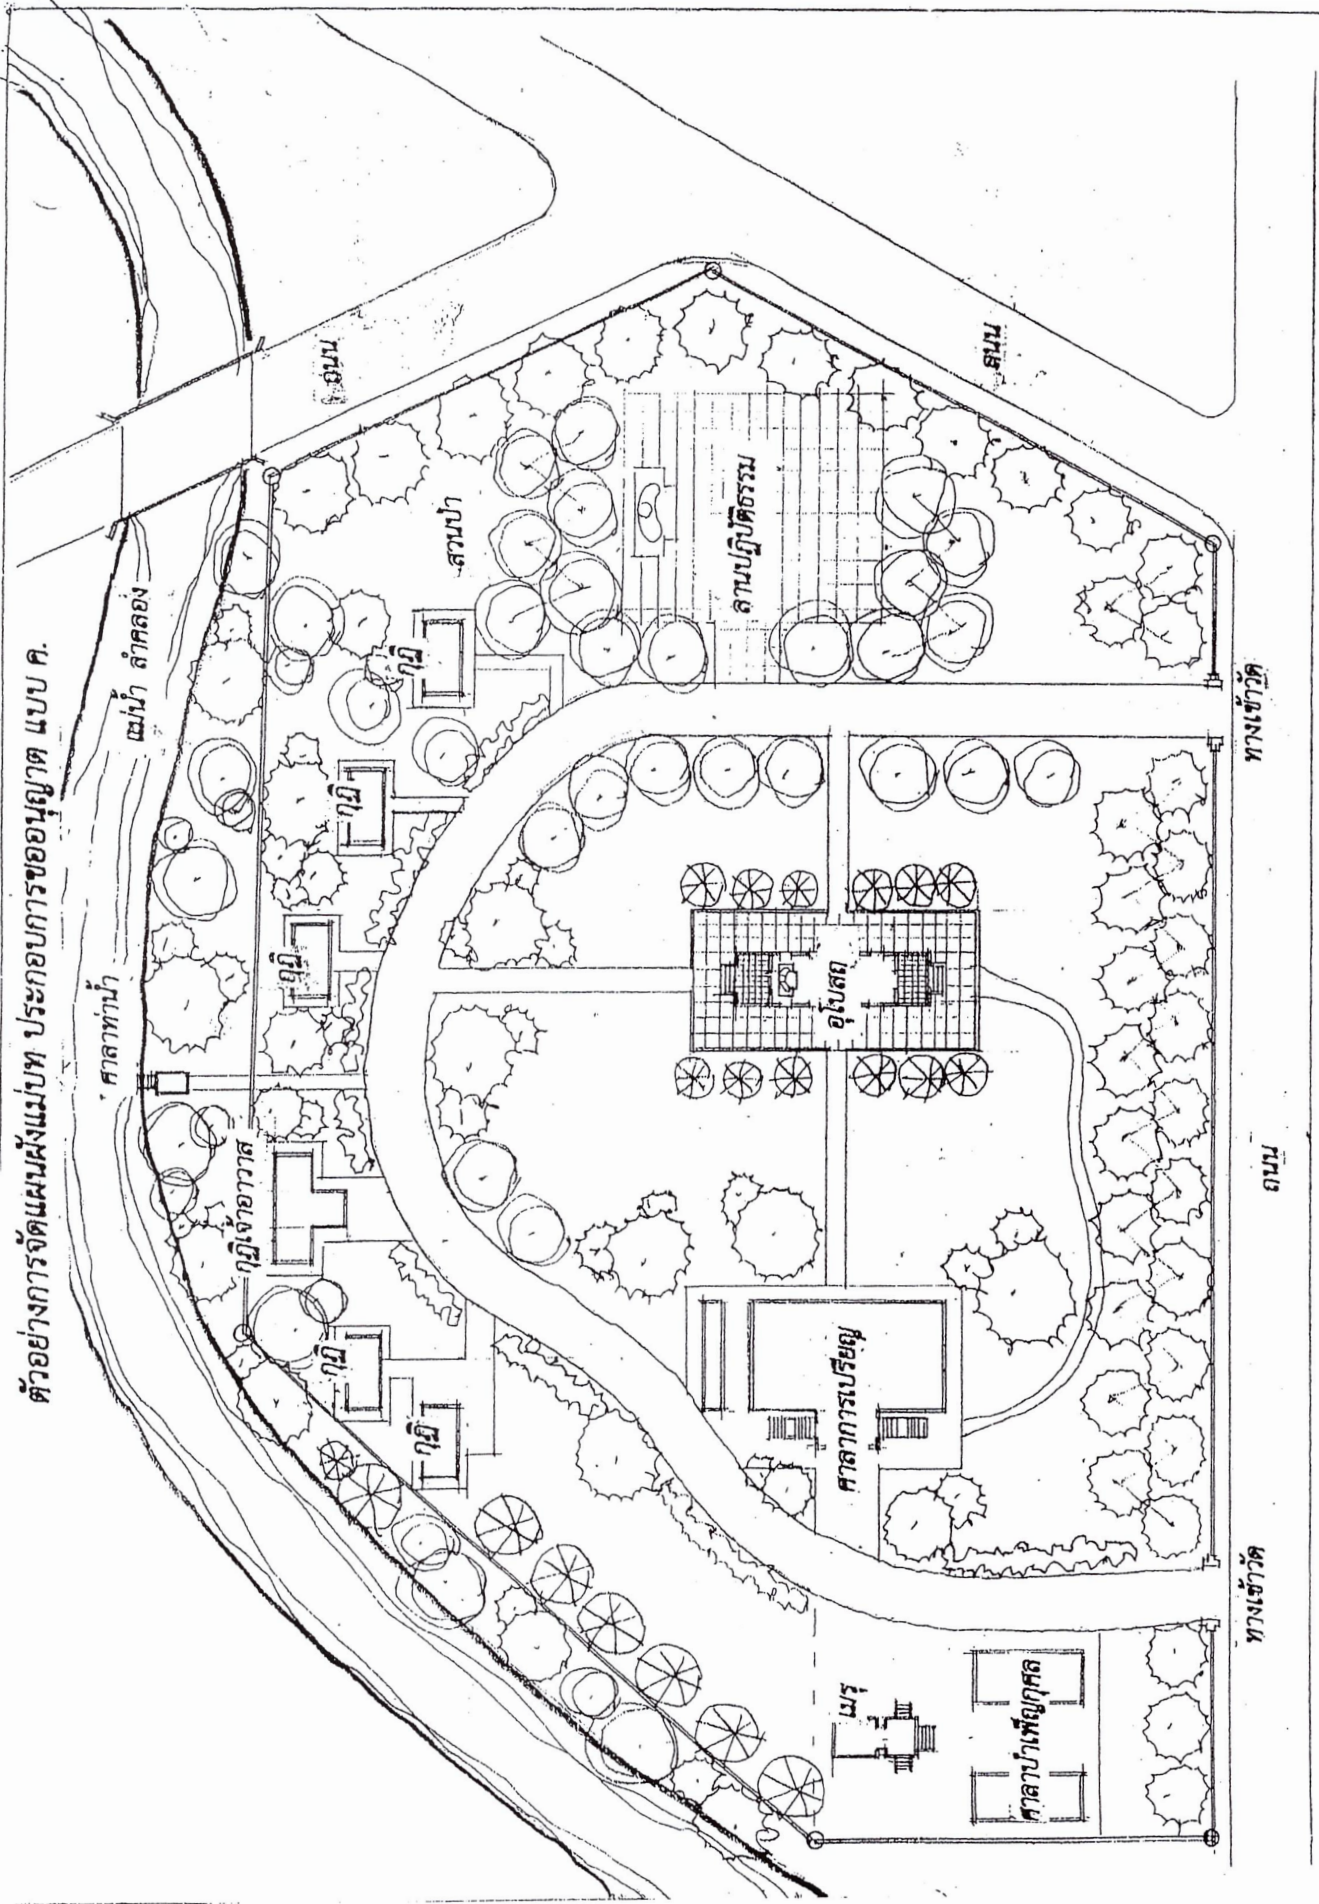 ตัวอย่างการจัดแผนผังแม่บท ประกอบการขออนุญาต แบบ ค.
แม่น้ำ ลำคลอง
ศาลาท่าน้ำ
ถนน
ถนน
สวนป่า
ลานปฏิบัติธรรม
กุฏิ
กุฏิ
กุฏิ
กุฏิเจ้าอาวาส
กุฏิ
กุฏิ
อุโบสถ
ศาลาการเปรียญ
เมรุ
ศาลาบำเพ็ญกุศล
ทางเข้าวัด
ถนน
ทางเข้าวัด